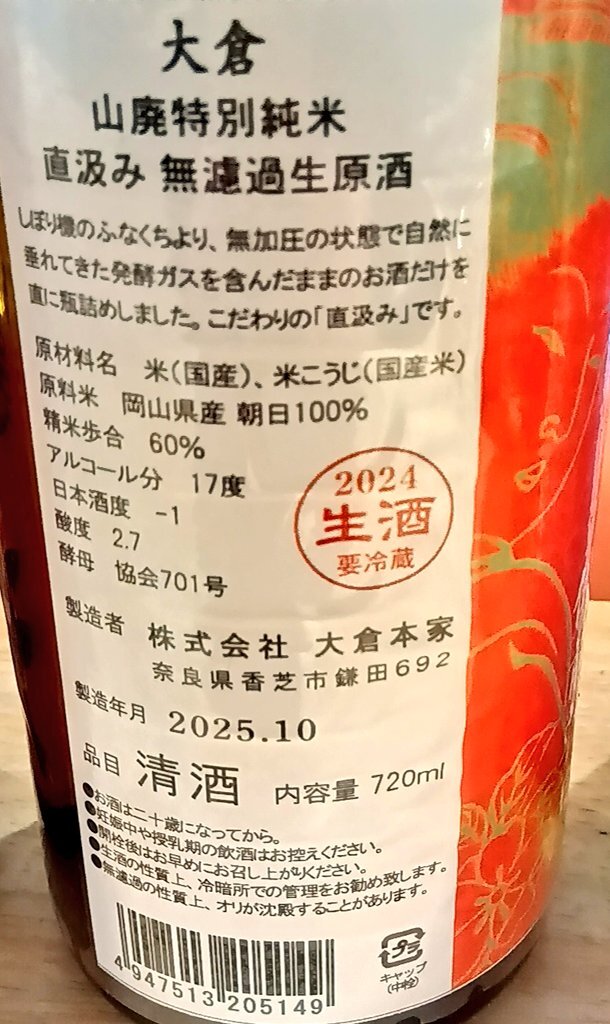 大倉
山廃特別純米
直汲み 無濾過生原酒
しぼり機のふなくちより、無加圧の状態で自然に
垂れてきた発酵ガスを含んだままのお酒だけを
直に瓶詰めしました。こだわりの「直汲み」です。
原材料名 米(国産)、米こうじ(国産米)
原料米 岡山県産 朝日100%
精米歩合 60%
アルコール分 17度
日本酒度 -1
酸度 2.7
酵母 協会701号
2024
生酒
要冷蔵
製造者 株式会社 大倉本家
奈良県香芝市鎌田692
製造年月 2025.10
品目 清酒 内容量 720ml
●お酒は二十歳になってから。
●妊娠中や授乳期の飲酒はお控えください。
●開栓後はお早めにお召し上がりください。
●生酒の性質上、冷暗所での管理をお勧め致します。
●無濾過の性質上、オリが沈殿することがあります。
4 947513 205149
プラ
キャップ
(中栓)